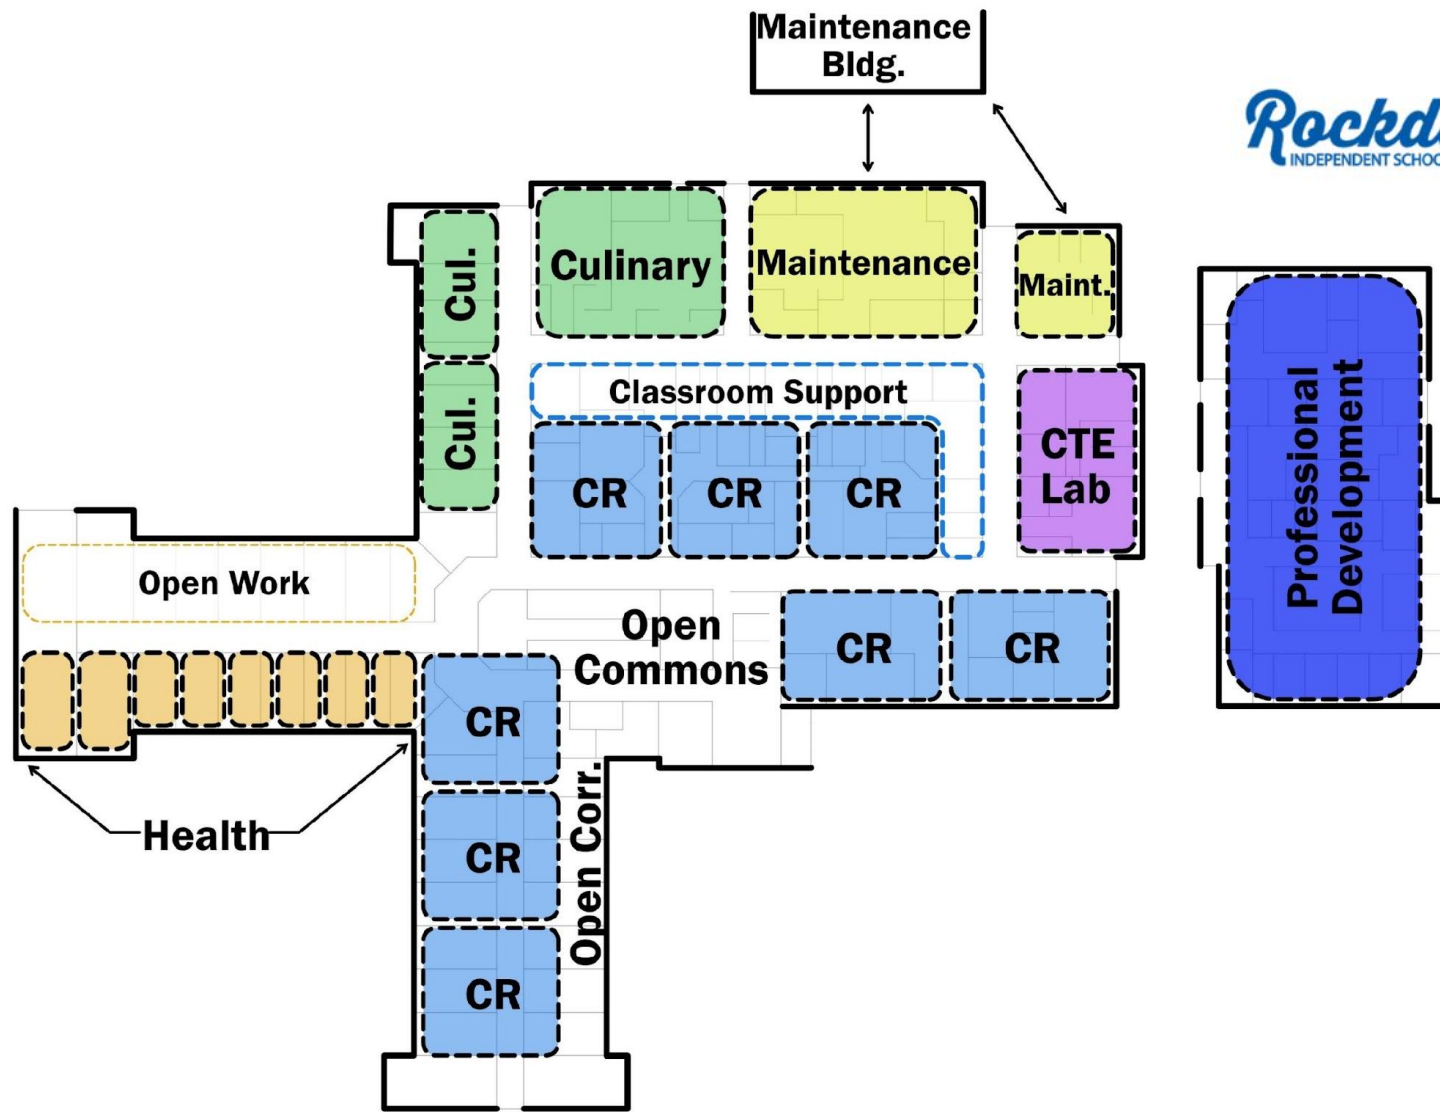 Maintenance
Bldg.
Rockd
INDEPENDENT SCHOO
Cul.
Culinary
Maintenance
Maint.
Cul.
Classroom Support
CTE
Lab
Professional
Development
CR
CR
CR
Open Work
Open
Commons
CR
CR
CR
Health
Open Corr.
CR
CR